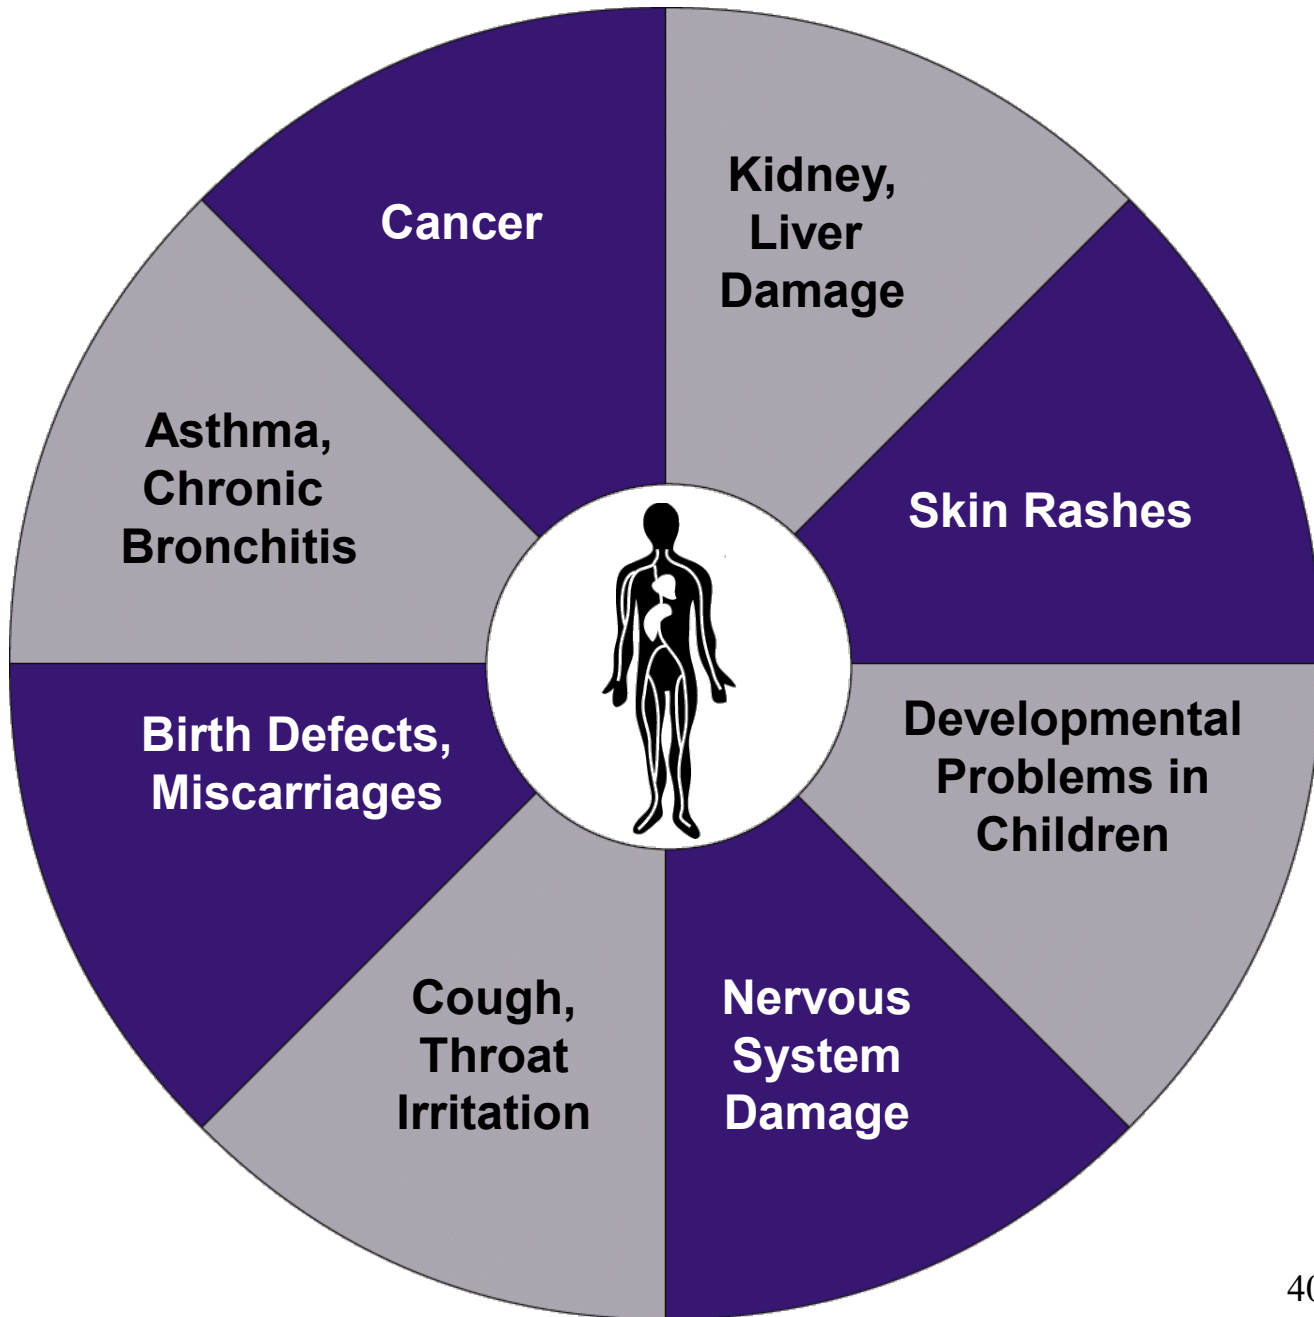 Cancer
Kidney,
Liver
Damage
Skin Rashes
Asthma,
Chronic
Bronchitis
Birth Defects,
Miscarriages
Developmental
Problems in
Children
Cough,
Throat
Irritation
Nervous
System
Damage
40